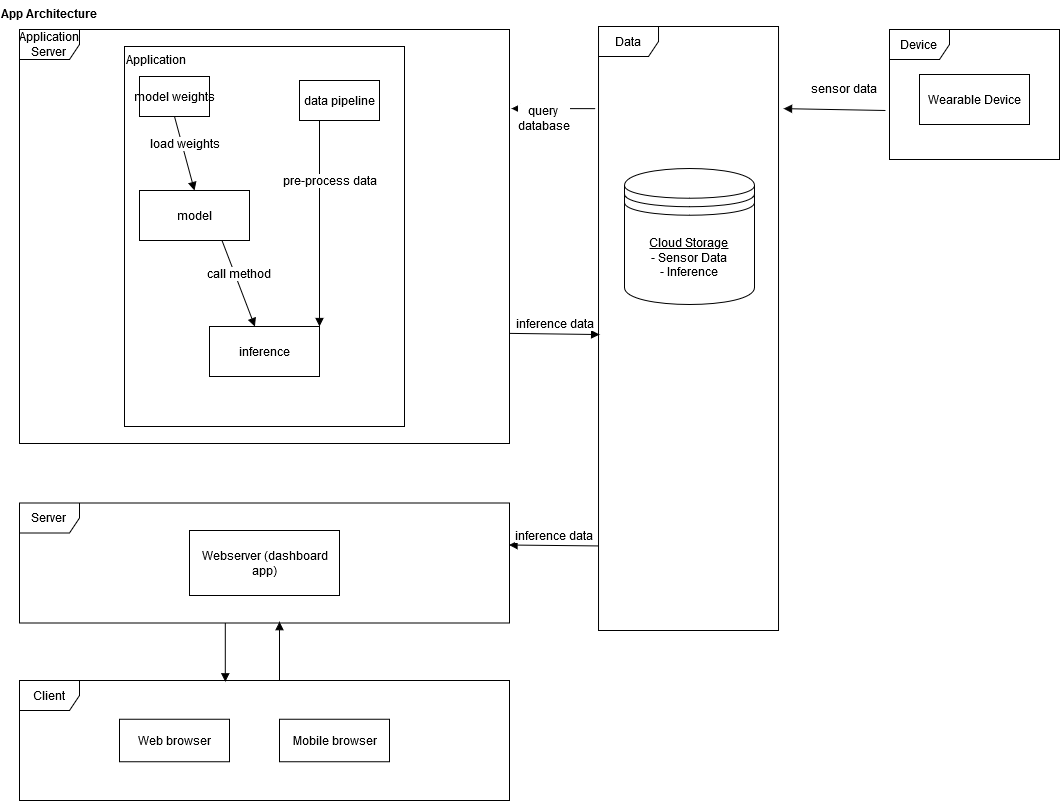 App Architecture
Application
Server
Application
model weights
data pipeline
load weights
pre-process data
model
call method
inference
query
database
inference data
Data
Cloud Storage
- Sensor Data
- Inference
sensor data
Device
Wearable Device
Server
Webserver (dashboard
app)
inference data
Client
Web browser
Mobile browser